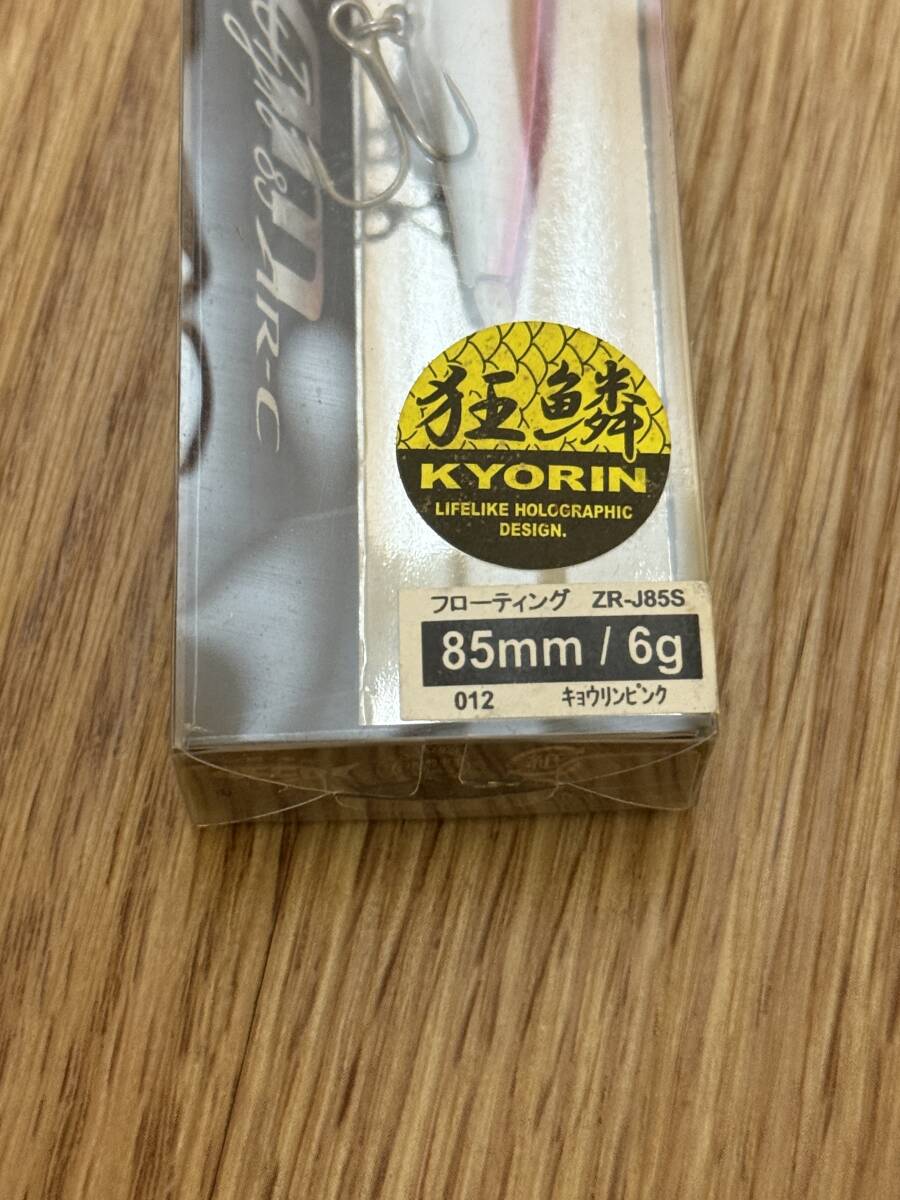 85 AR-C
狂鱗
KYORIN
LIFELIKE HOLOGRAPHIC
DESIGN.
フローティング ZR-J85S
85mm / 6g
012 キョウリンピンク